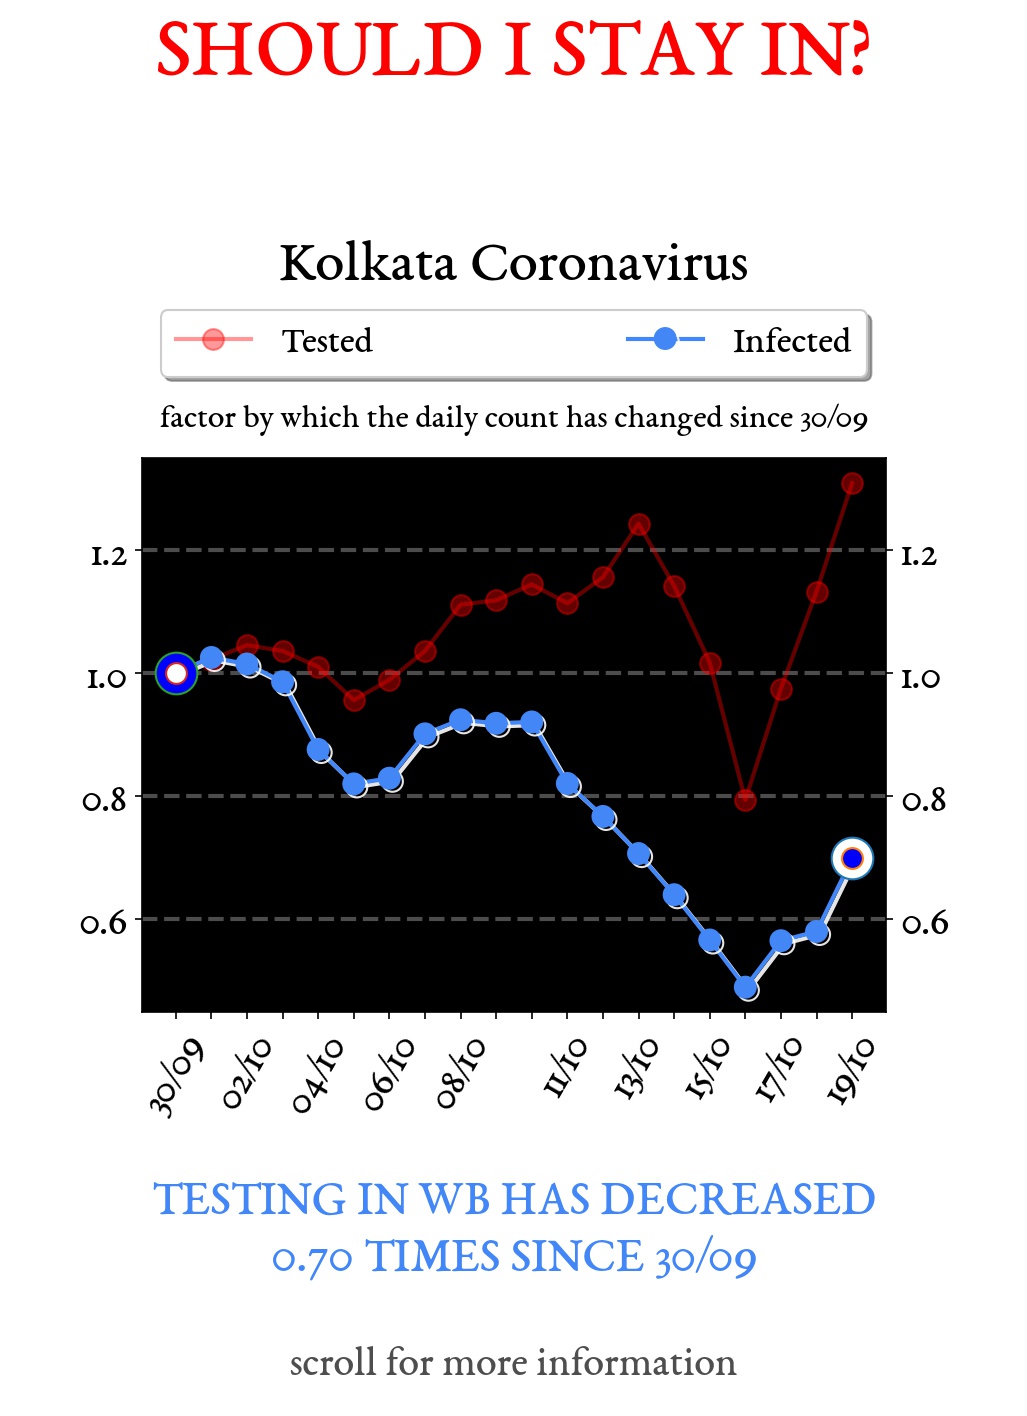 SHOULD I STAY IN?
Kolkata Coronavirus
Tested Infected
factor by which the daily count has changed since 30/09
1.2 1.2
1.0 1.0
0.8 0.8
0.6 0.6
30/09 02/10 04/10 06/10 08/10 11/10 13/10 15/10 17/10 19/10
TESTING IN WB HAS DECREASED
0.70 TIMES SINCE 30/09
scroll for more information